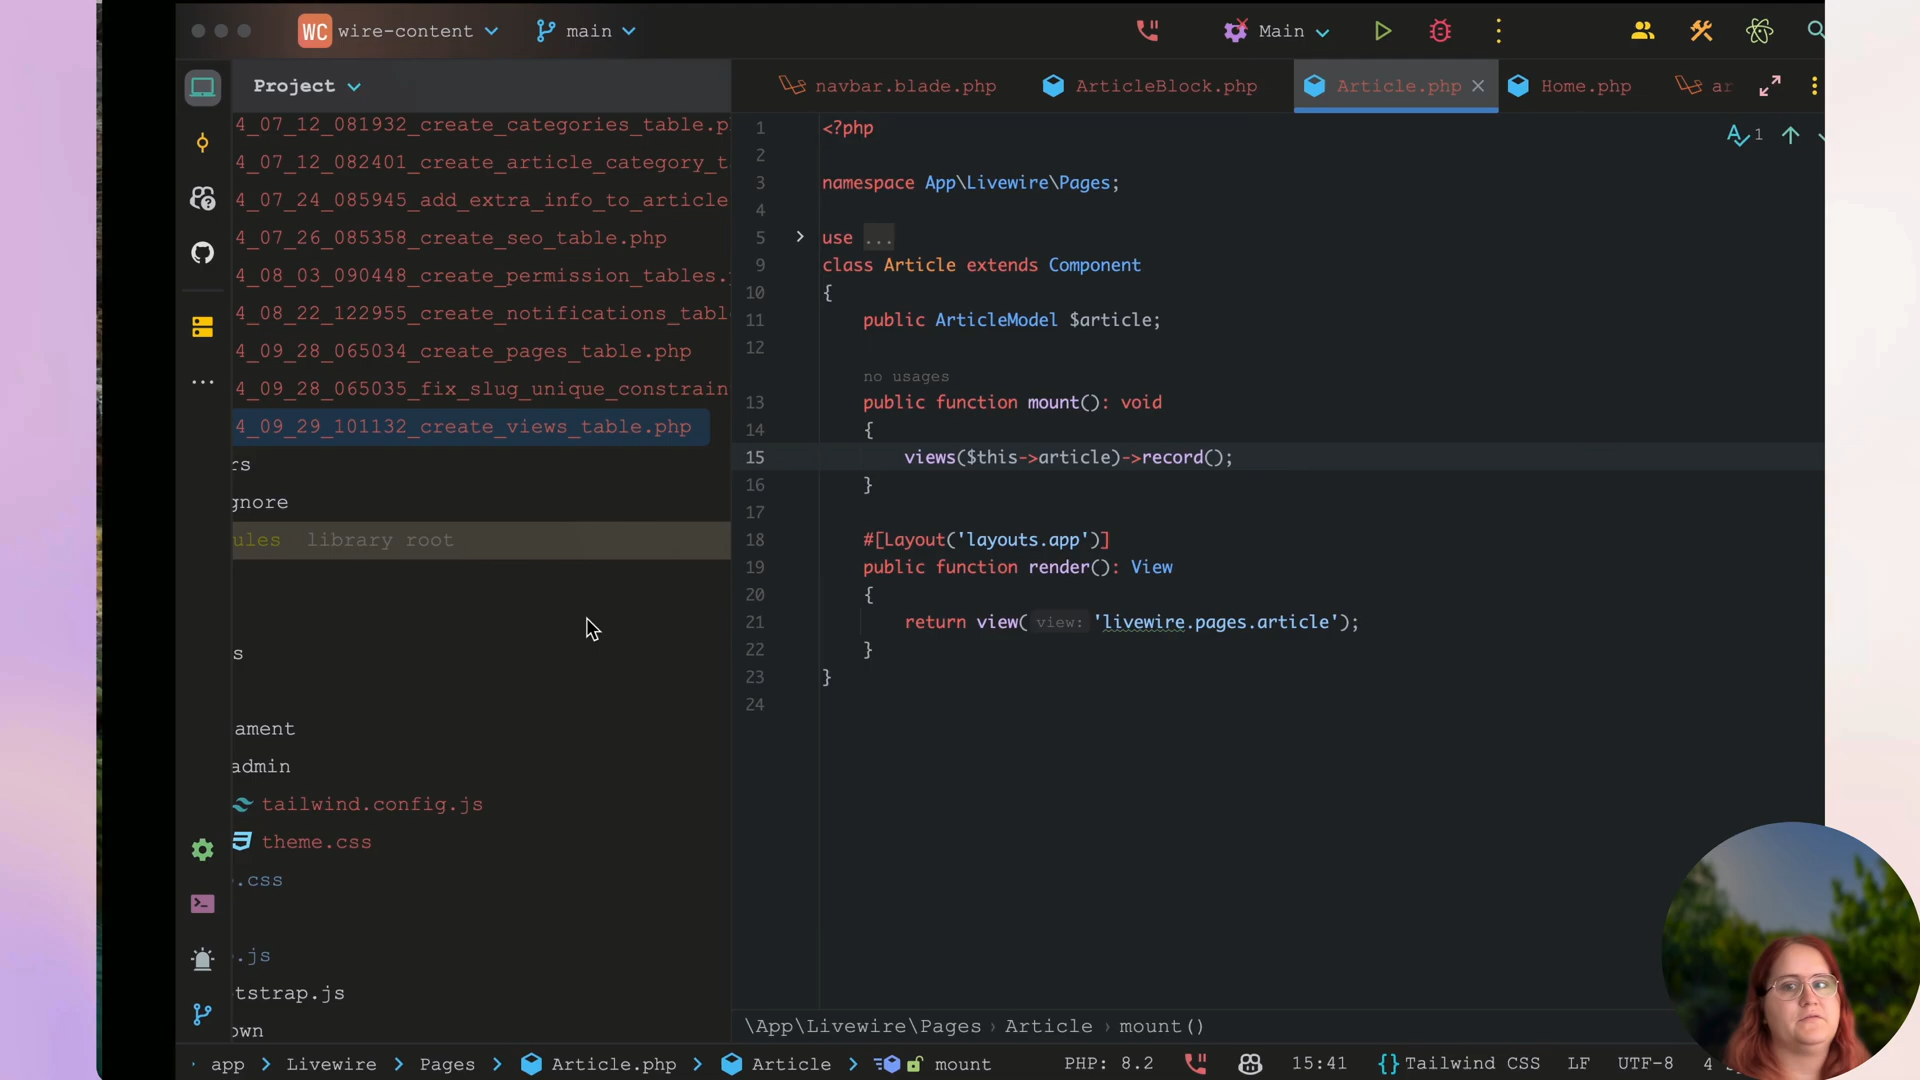 WC wire-content main Main
Project
navbar.blade.php ArticleBlock.php Article.php Home.php ar
4_07_12_081932_create_categories_table.p
4_07_12_082401_create_article_category_t
4_07_24_085945_add_extra_info_to_article
4_07_26_085358_create_seo_table.php
4_08_03_090448_create_permission_tables.
4_08_22_122955_create_notifications_tabl
4_09_28_065034_create_pages_table.php
4_09_28_065035_fix_slug_unique_constrain
4_09_29_101132_create_views_table.php
rs
gnore
ules library root
s
ament
admin
tailwind.config.js
theme.css
.css
.js
tstrap.js
own
1 <?php
2
3 namespace App\Livewire\Pages;
4
5 use ...
9 class Article extends Component
10 {
11 public ArticleModel $article;
12
no usages
13 public function mount(): void
14 {
15 views($this->article)->record();
16 }
17
18 #[Layout('layouts.app')]
19 public function render(): View
20 {
21 return view( view: 'livewire.pages.article');
22 }
23 }
24
1
\App\Livewire\Pages › Article › mount()
app > Livewire > Pages > Article.php > Article > mount PHP: 8.2 15:41 {} Tailwind CSS LF UTF-8 4